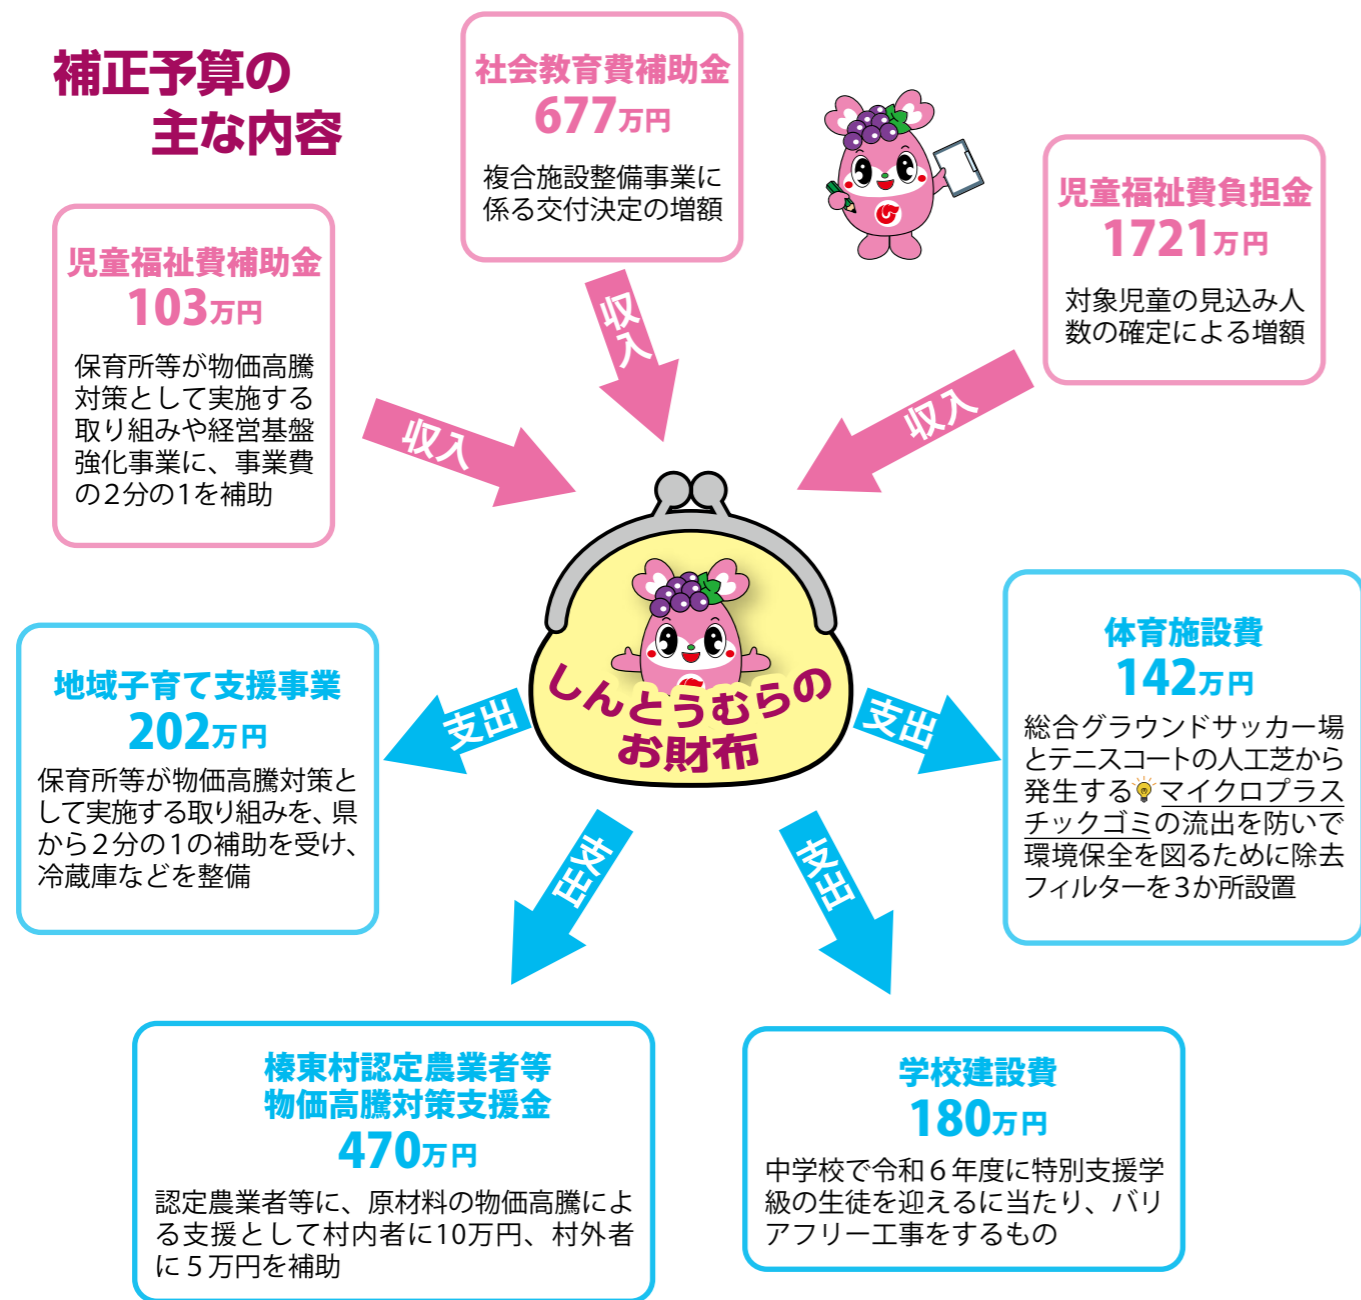 補正予算の
主な内容
社会教育費補助金
677万円
複合施設整備事業に
係る交付決定の増額
児童福祉費負担金
1721万円
対象児童の見込み人
数の確定による増額
児童福祉費補助金
103万円
保育所等が物価高騰
対策として実施する
取り組みや経営基盤
強化事業に、事業費
の2分の1を補助
収入
収入
収入
しんとうむらの
お財布
地域子育て支援事業
202万円
保育所等が物価高騰対策と
して実施する取り組みを、県
から2分の1の補助を受け、
冷蔵庫などを整備
支出
支出
支出
支出
体育施設費
142万円
総合グラウンドサッカー場
とテニスコートの人工芝から
発生するマイクロプラス
チックゴミの流出を防いで
環境保全を図るために除去
フィルターを3か所設置
榛東村認定農業者等
物価高騰対策支援金
470万円
認定農業者等に、原材料の物価高騰によ
る支援として村内者に10万円、村外者
に5万円を補助
学校建設費
180万円
中学校で令和6年度に特別支援学
級の生徒を迎えるに当たり、バリ
アフリー工事をするもの